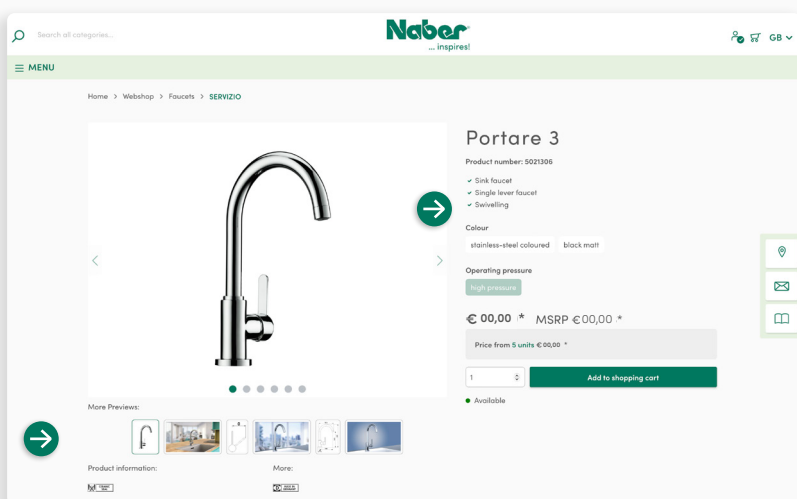 Search all categories...
Naber
... inspires!
GB
MENU
Home > Webshop > Faucets > SERVIZIO
Portare 3
Product number: 5021306
Sink faucet
Single lever faucet
Swivelling
Colour
stainless-steel coloured black matt
Operating pressure
high pressure
€ 00,00 * MSRP €00,00 *
Price from 5 units € 00,00 *
1 Add to shopping cart
Available
More Previews:
Product information: More: